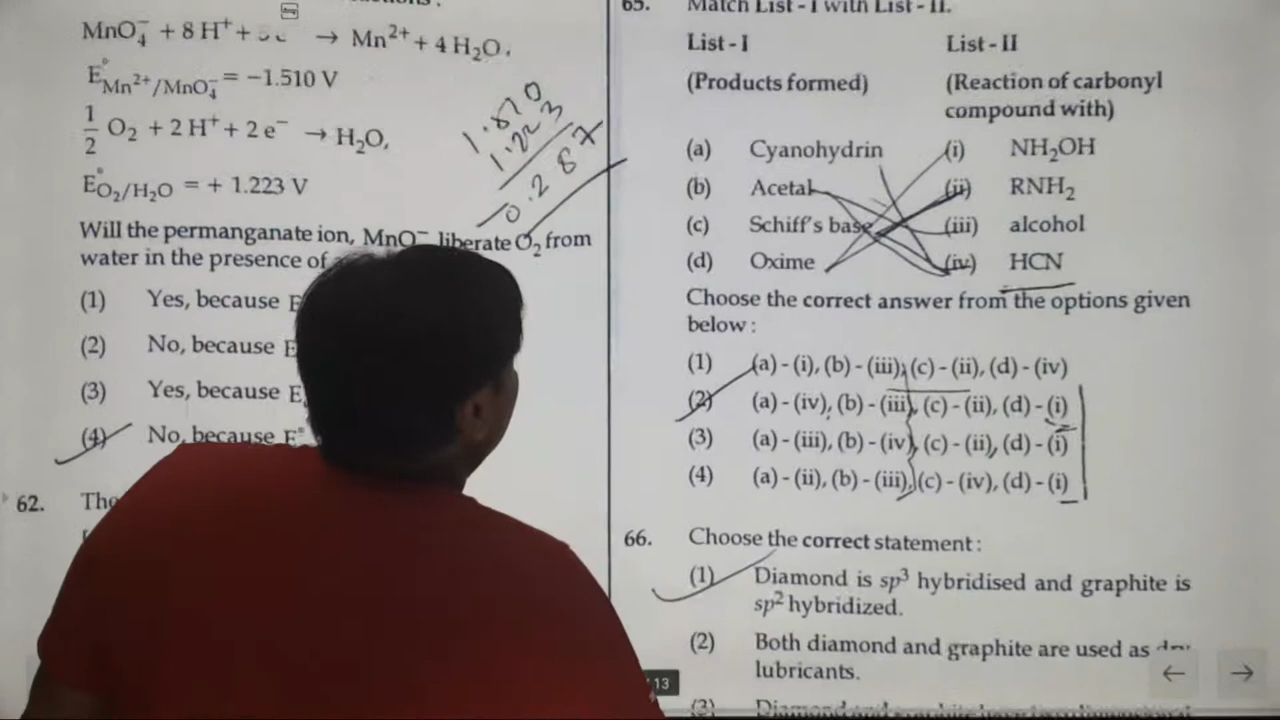 MnO₄⁻ + 8 H⁺ + → Mn²⁺ + 4 H₂O,
E°Mn²⁺/MnO₄⁻ = −1.510 V
1/2 O₂ + 2 H⁺ + 2 e⁻ → H₂O,
E°O₂/H₂O = + 1.223 V
1.223
0.287
Will the permanganate ion, MnO₄⁻ liberate O₂ from
water in the presence of
(1) Yes, because E
(2) No, because E
(3) Yes, because E
(4) No, because E°
62.
65. Match List - I with List - II.
List - I List - II
(Products formed) (Reaction of carbonyl
compound with)
(a) Cyanohydrin (i) NH₂OH
(b) Acetal (ii) RNH₂
(c) Schiff's base (iii) alcohol
(d) Oxime (iv) HCN
Choose the correct answer from the options given
below :
(1) (a) - (i), (b) - (iii), (c) - (ii), (d) - (iv)
(2) (a) - (iv), (b) - (iii), (c) - (ii), (d) - (i)
(3) (a) - (iii), (b) - (iv), (c) - (ii), (d) - (i)
(4) (a) - (ii), (b) - (iii), (c) - (iv), (d) - (i)
66. Choose the correct statement :
(1) Diamond is sp³ hybridised and graphite is
sp² hybridized.
(2) Both diamond and graphite are used as
lubricants.
13